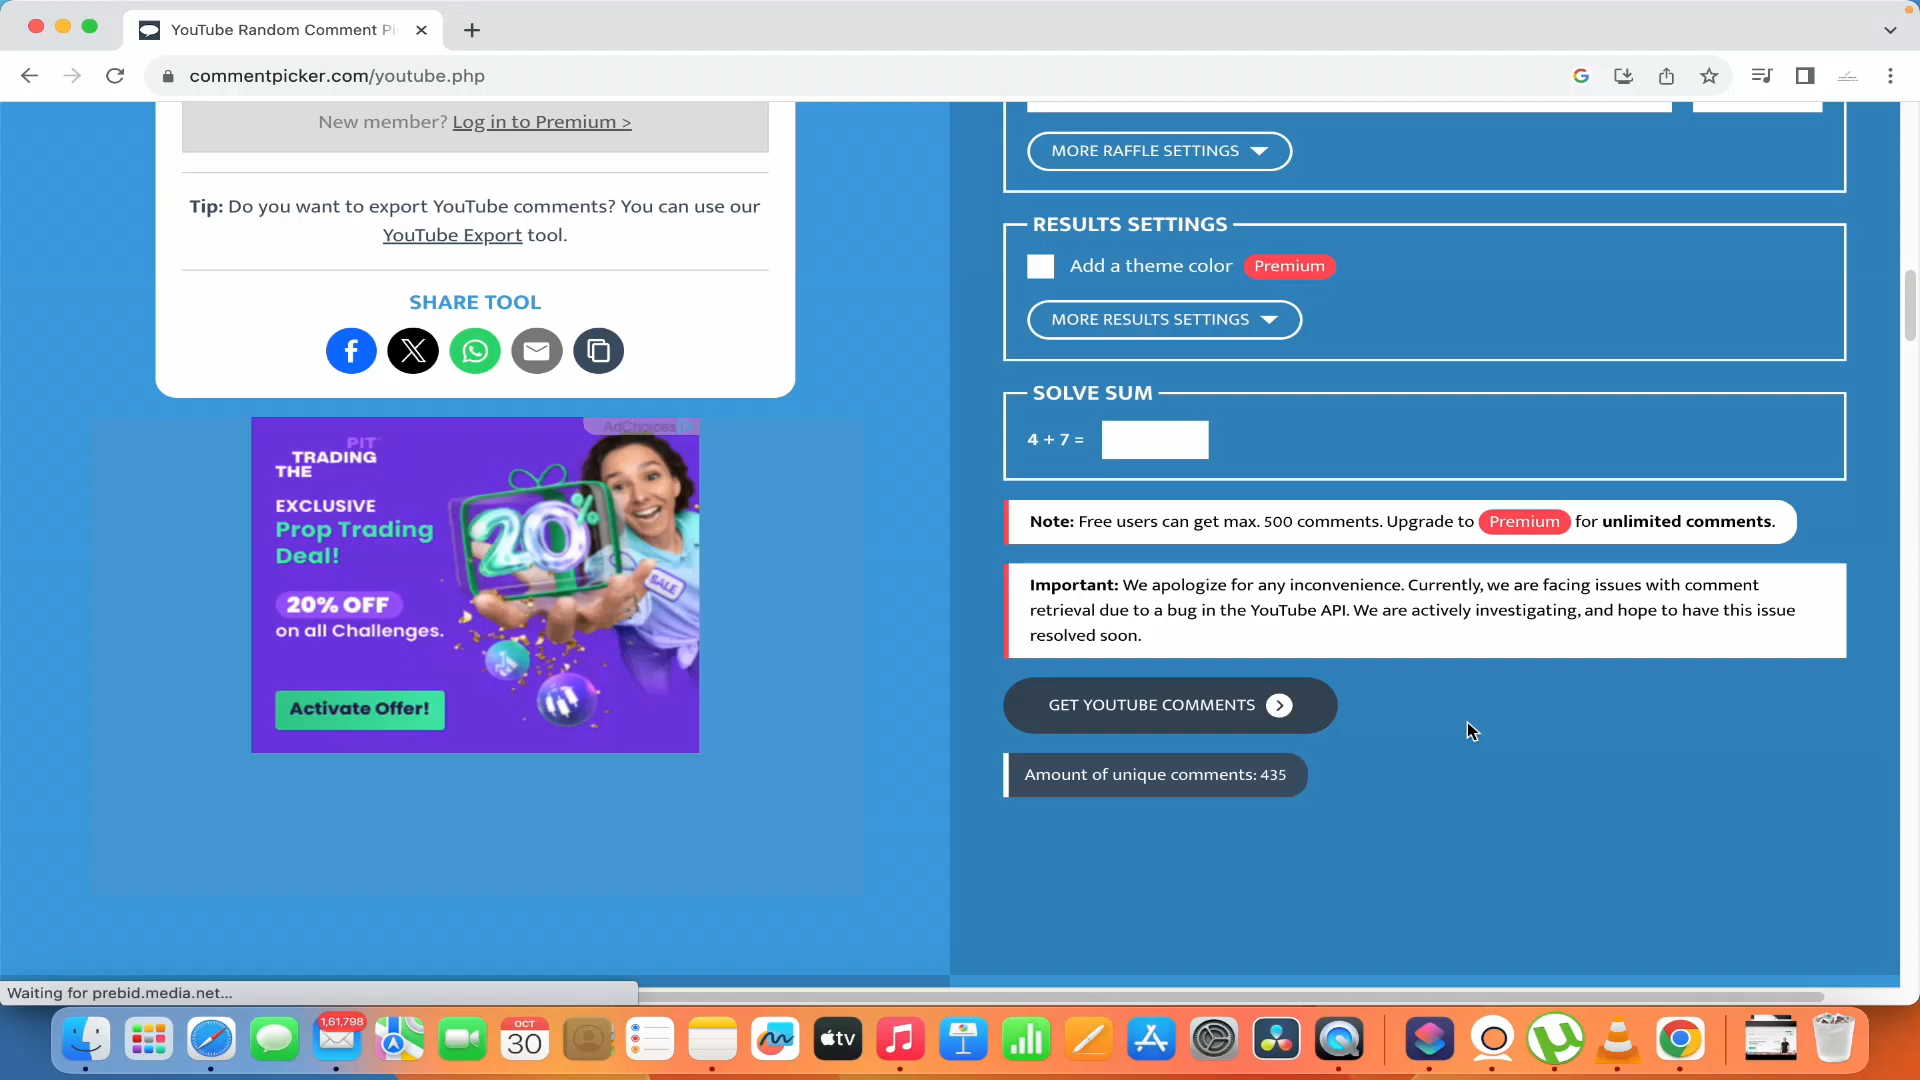 YouTube Random Comment Pi
commentpicker.com/youtube.php
New member? Log in to Premium >
Tip: Do you want to export YouTube comments? You can use our
YouTube Export tool.
SHARE TOOL
AdChoices
PIT
TRADING
THE
EXCLUSIVE
Prop Trading
Deal!
20% OFF
on all Challenges.
20%
SALE
Activate Offer!
MORE RAFFLE SETTINGS
RESULTS SETTINGS
Add a theme color Premium
MORE RESULTS SETTINGS
SOLVE SUM
4 + 7 =
Note: Free users can get max. 500 comments. Upgrade to Premium for unlimited comments.
Important: We apologize for any inconvenience. Currently, we are facing issues with comment
retrieval due to a bug in the YouTube API. We are actively investigating, and hope to have this issue
resolved soon.
GET YOUTUBE COMMENTS
Amount of unique comments: 435
Waiting for prebid.media.net...
1,61,798
OCT
30
tv